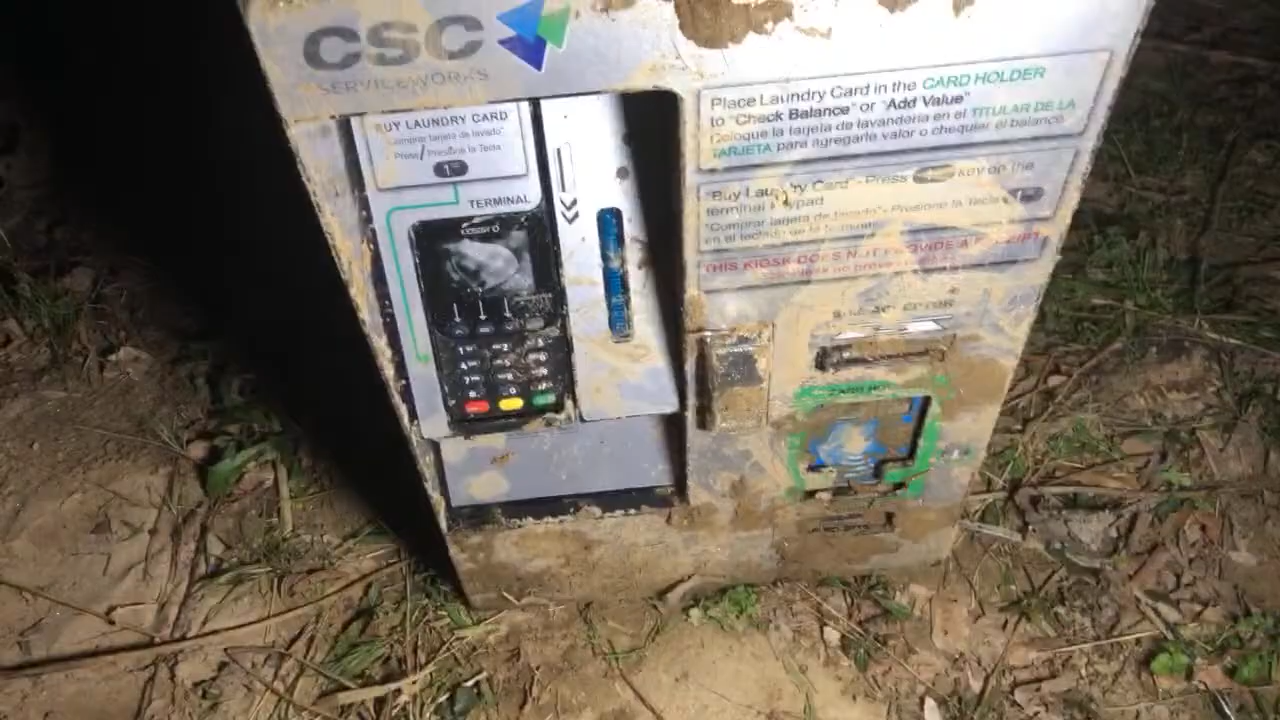 CSC
SERVICEWORKS
BUY LAUNDRY CARD
"Comprar tarjeta de lavado"
Press/Presione la Tecla
1
TERMINAL
Place Laundry Card in the CARD HOLDER
to "Check Balance" or "Add Value"
Coloque la tarjeta de lavandería en el TITULAR DE LA
TARJETA para agregarle valor o chequear el balance
"Buy Laundry Card" - Press key on the
terminal keypad
"Comprar tarjeta de lavado" - Presione la Tecla
en el teclado de la terminal
THIS KIOSK DOES NOT PROVIDE A RECEIPT